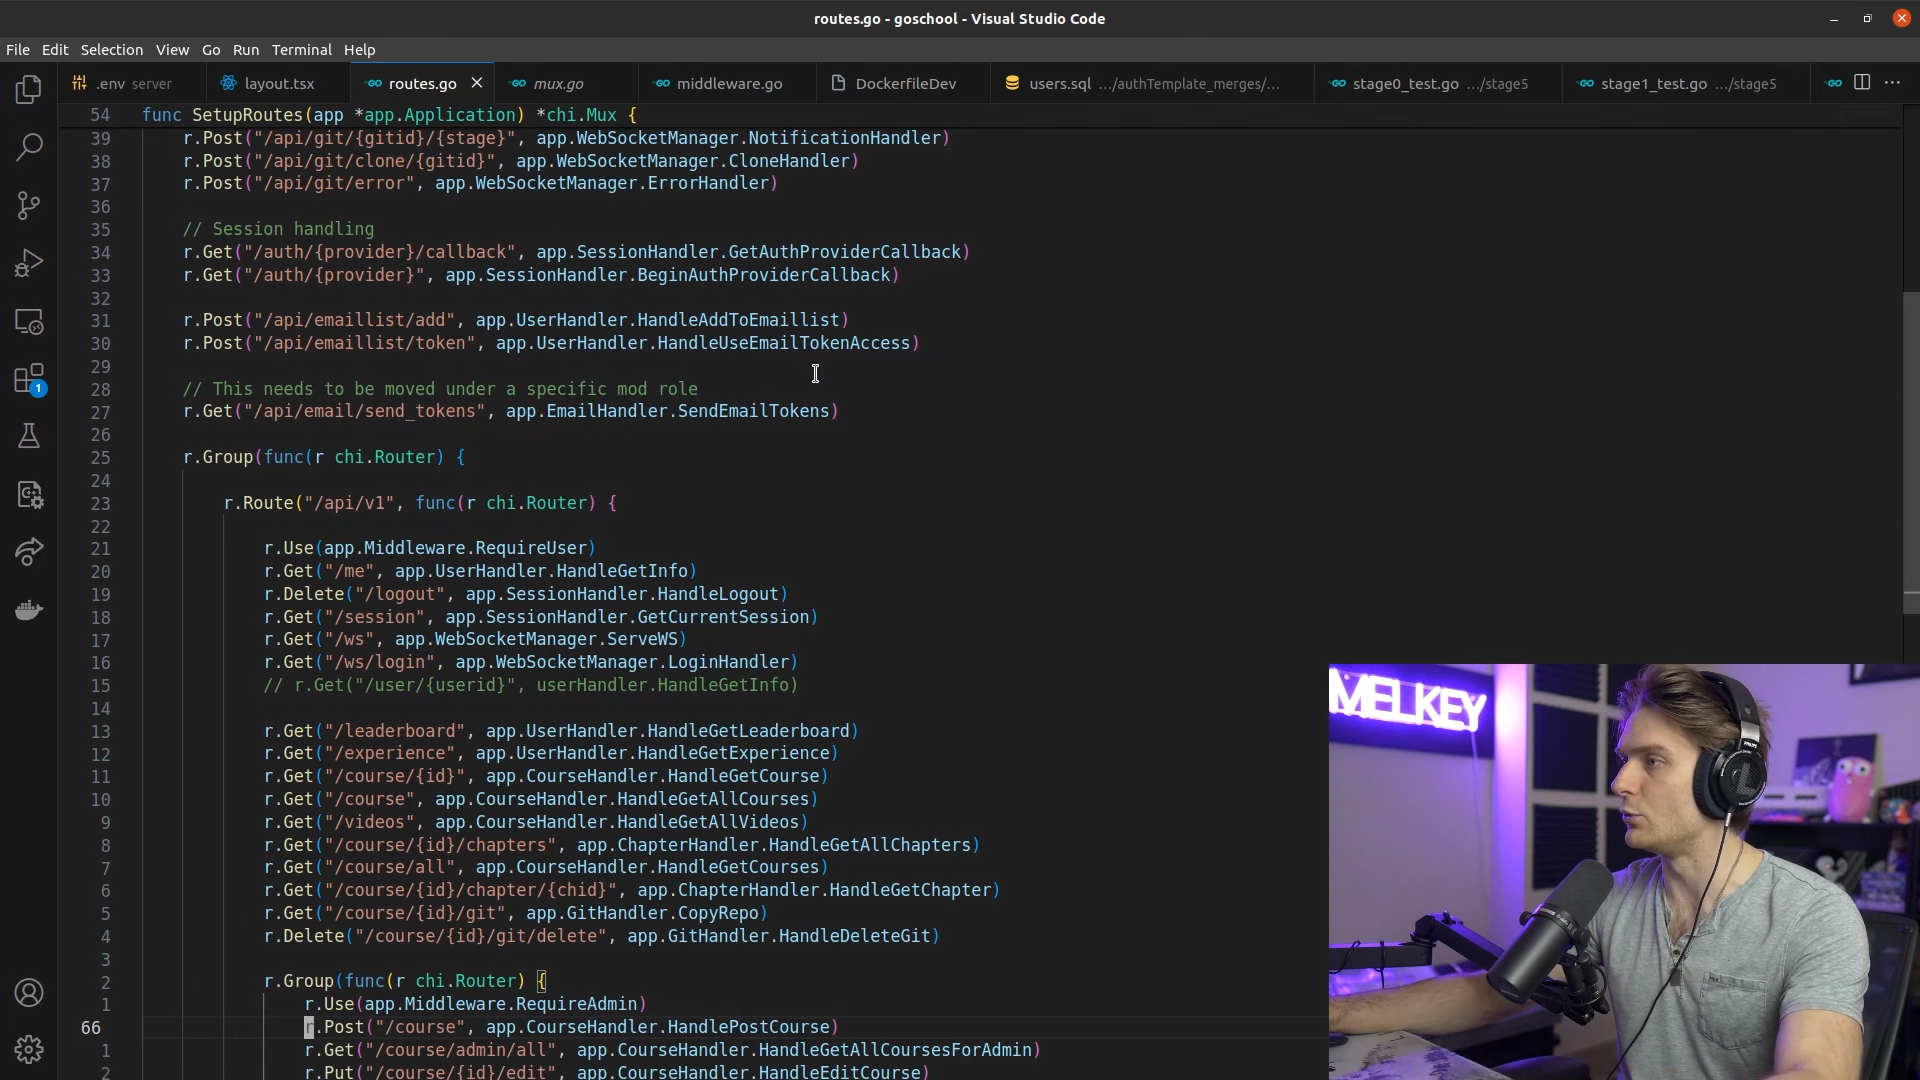 routes.go - goschool - Visual Studio Code
File Edit Selection View Go Run Terminal Help
.env server layout.tsx routes.go mux.go middleware.go DockerfileDev users.sql .../authTemplate_merges/... stage0_test.go .../stage5 stage1_test.go .../stage5
54 func SetupRoutes(app *app.Application) *chi.Mux {
39 r.Post("/api/git/{gitid}/{stage}", app.WebSocketManager.NotificationHandler)
38 r.Post("/api/git/clone/{gitid}", app.WebSocketManager.CloneHandler)
37 r.Post("/api/git/error", app.WebSocketManager.ErrorHandler)
36
35 // Session handling
34 r.Get("/auth/{provider}/callback", app.SessionHandler.GetAuthProviderCallback)
33 r.Get("/auth/{provider}", app.SessionHandler.BeginAuthProviderCallback)
32
31 r.Post("/api/emaillist/add", app.UserHandler.HandleAddToEmaillist)
30 r.Post("/api/emaillist/token", app.UserHandler.HandleUseEmailTokenAccess)
29
28 // This needs to be moved under a specific mod role
27 r.Get("/api/email/send_tokens", app.EmailHandler.SendEmailTokens)
26
25 r.Group(func(r chi.Router) {
24
23 r.Route("/api/v1", func(r chi.Router) {
22
21 r.Use(app.Middleware.RequireUser)
20 r.Get("/me", app.UserHandler.HandleGetInfo)
19 r.Delete("/logout", app.SessionHandler.HandleLogout)
18 r.Get("/session", app.SessionHandler.GetCurrentSession)
17 r.Get("/ws", app.WebSocketManager.ServeWS)
16 r.Get("/ws/login", app.WebSocketManager.LoginHandler)
15 // r.Get("/user/{userid}", userHandler.HandleGetInfo)
14
13 r.Get("/leaderboard", app.UserHandler.HandleGetLeaderboard)
12 r.Get("/experience", app.UserHandler.HandleGetExperience)
11 r.Get("/course/{id}", app.CourseHandler.HandleGetCourse)
10 r.Get("/course", app.CourseHandler.HandleGetAllCourses)
9 r.Get("/videos", app.CourseHandler.HandleGetAllVideos)
8 r.Get("/course/{id}/chapters", app.ChapterHandler.HandleGetAllChapters)
7 r.Get("/course/all", app.CourseHandler.HandleGetCourses)
6 r.Get("/course/{id}/chapter/{chid}", app.ChapterHandler.HandleGetChapter)
5 r.Get("/course/{id}/git", app.GitHandler.CopyRepo)
4 r.Delete("/course/{id}/git/delete", app.GitHandler.HandleDeleteGit)
3
2 r.Group(func(r chi.Router) {
1 r.Use(app.Middleware.RequireAdmin)
66 r.Post("/course", app.CourseHandler.HandlePostCourse)
1 r.Get("/course/admin/all", app.CourseHandler.HandleGetAllCoursesForAdmin)
2 r.Put("/course/{id}/edit", app.CourseHandler.HandleEditCourse)
1
MELKEY